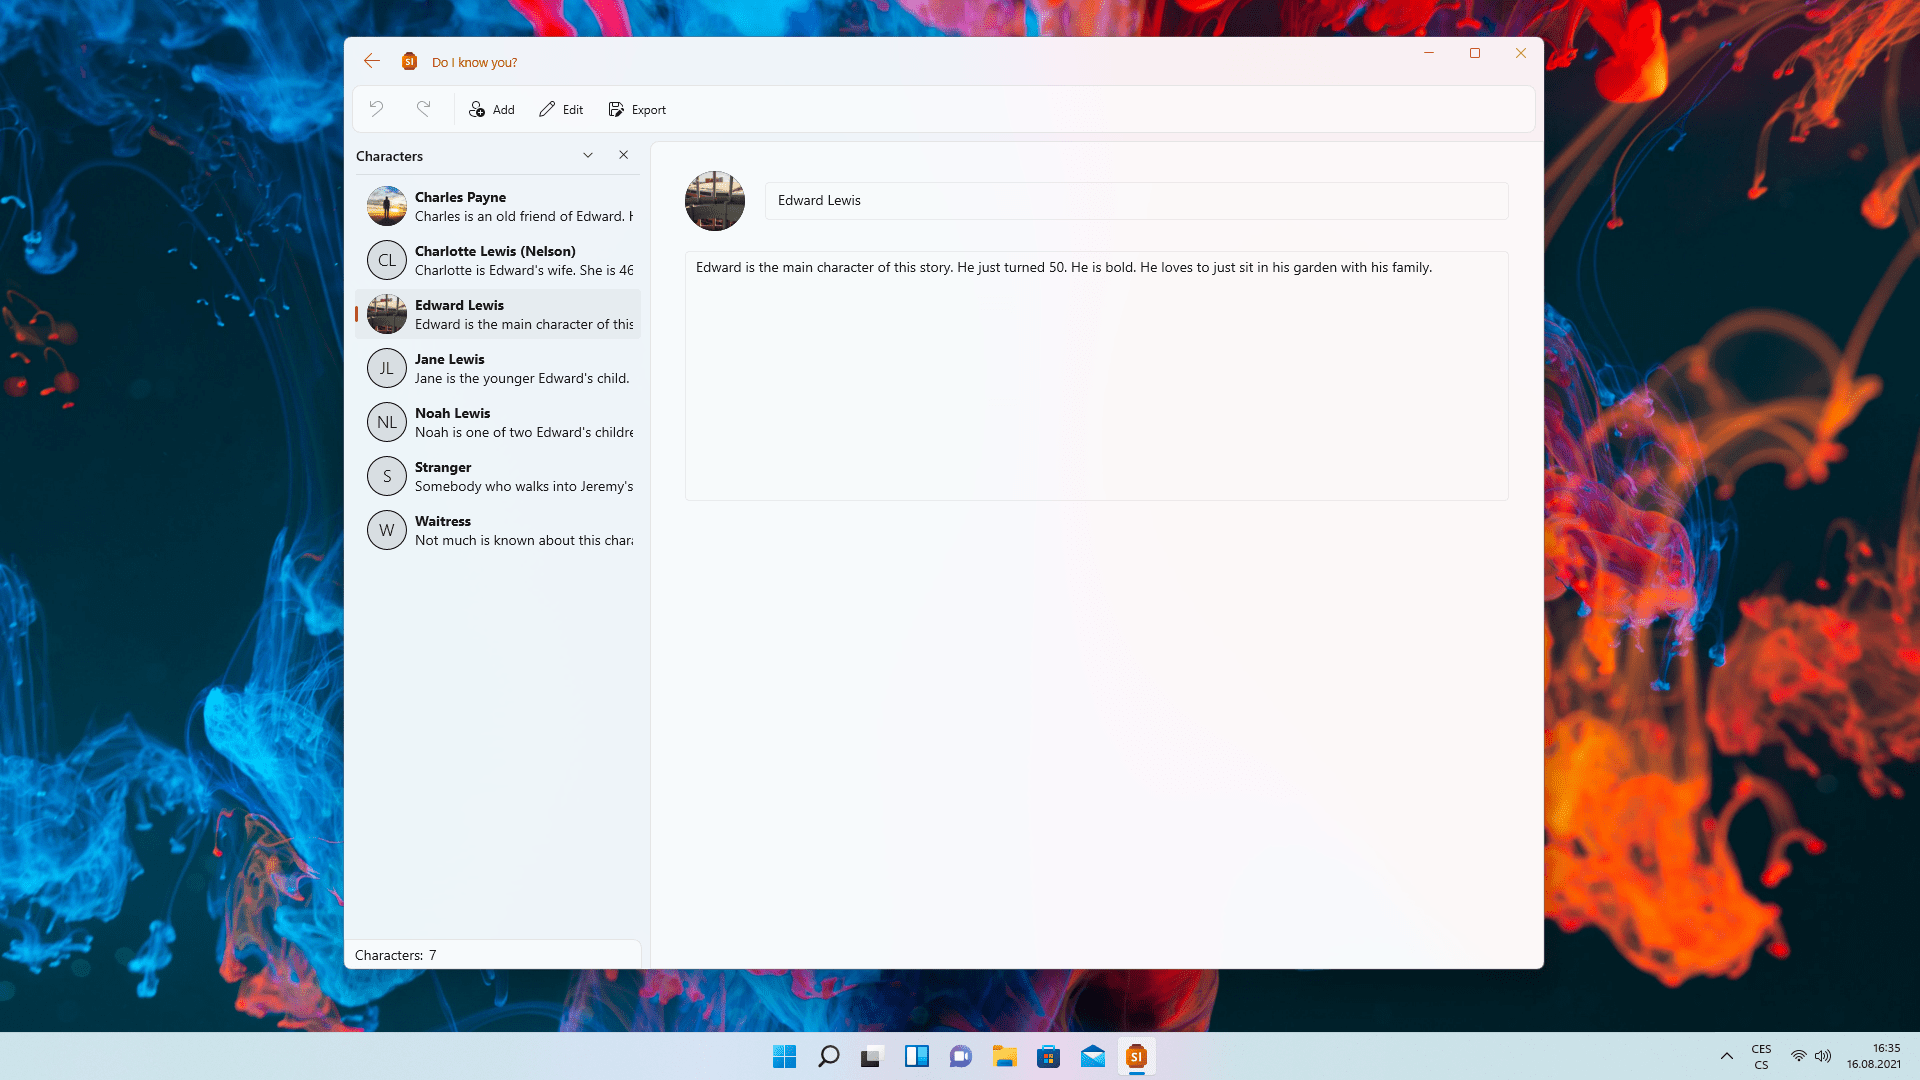 SI
Do I know you?
Add
Edit
Export
Characters
Charles Payne
Charles is an old friend of Edward. H
CL
Charlotte Lewis (Nelson)
Charlotte is Edward's wife. She is 46
Edward Lewis
Edward is the main character of this
JL
Jane Lewis
Jane is the younger Edward's child.
NL
Noah Lewis
Noah is one of two Edward's childre
S
Stranger
Somebody who walks into Jeremy's
W
Waitress
Not much is known about this chara
Characters: 7
Edward Lewis
Edward is the main character of this story. He just turned 50. He is bold. He loves to just sit in his garden with his family.
SI
CES
CS
16:35
16.08.2021